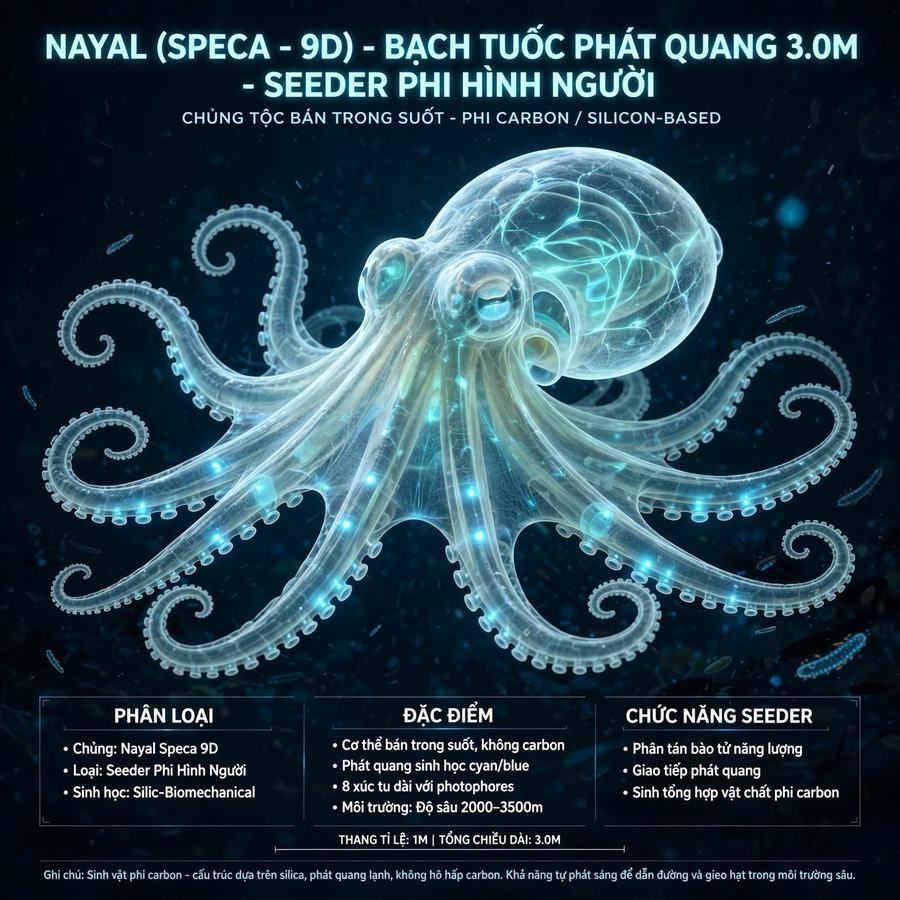 NAYAL (SPECA - 9D) - BẠCH TUỐC PHÁT QUANG 3.0M
- SEEDER PHI HÌNH NGƯỜI
CHỦNG TỘC BÁN TRONG SUỐT - PHI CARBON / SILICON-BASED
PHÂN LOẠI
• Chủng: Nayal Speca 9D
• Loại: Seeder Phi Hình Người
• Sinh học: Silic-Biomechanical
ĐẶC ĐIỂM
• Cơ thể bán trong suốt, không carbon
• Phát quang sinh học cyan/blue
• 8 xúc tu dài với photophores
• Môi trường: Độ sâu 2000–3500m
CHỨC NĂNG SEEDER
• Phân tán bào tử năng lượng
• Giao tiếp phát quang
• Sinh tổng hợp vật chất phi carbon
THANG TỈ LỆ: 1M | TỔNG CHIỀU DÀI: 3.0M
Ghi chú: Sinh vật phi carbon - cấu trúc dựa trên silica, phát quang lạnh, không hô hấp carbon. Khả năng tự phát sáng để dẫn đường và gieo hạt trong môi trường sâu.